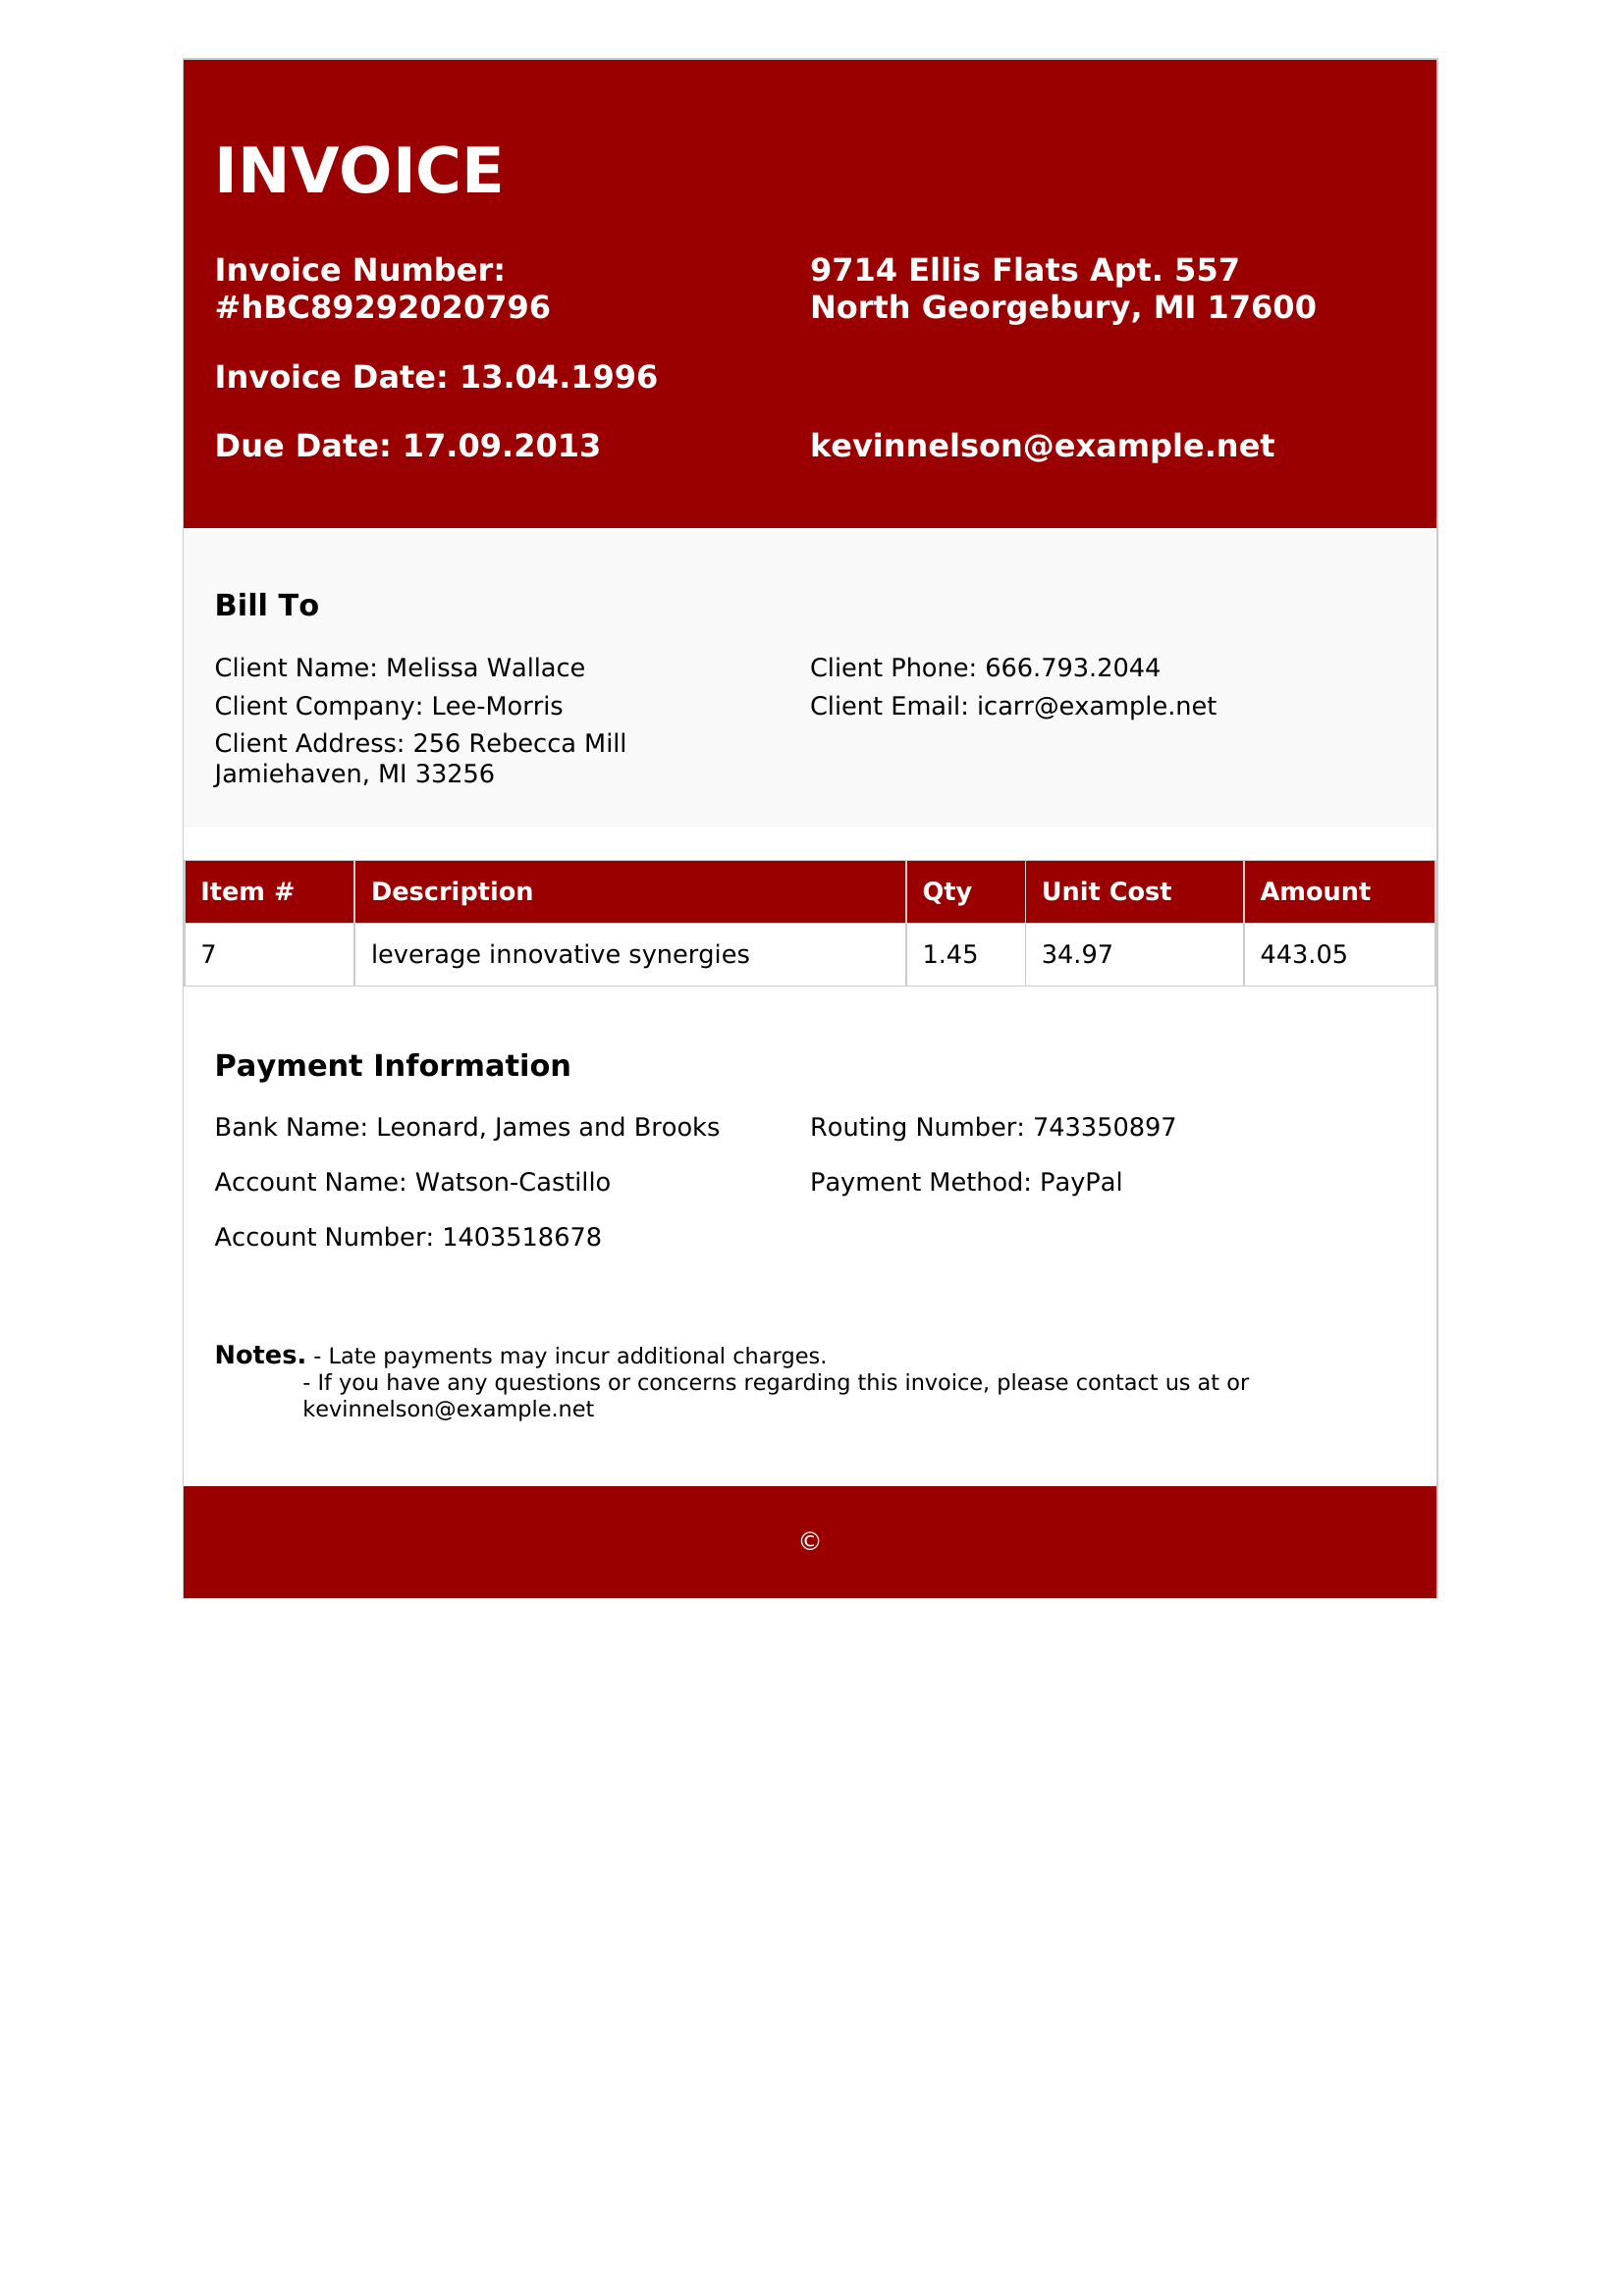 INVOICE
Invoice Number:
#hBC89292020796
9714 Ellis Flats Apt. 557
North Georgebury, MI 17600
Invoice Date: 13.04.1996
Due Date: 17.09.2013
kevinnelson@example.net
Bill To
Client Name: Melissa Wallace
Client Phone: 666.793.2044
Client Company: Lee-Morris
Client Email: icarr@example.net
Client Address: 256 Rebecca Mill
Jamiehaven, MI 33256
Item # Description Qty Unit Cost Amount
7 leverage innovative synergies 1.45 34.97 443.05
Payment Information
Bank Name: Leonard, James and Brooks
Routing Number: 743350897
Account Name: Watson-Castillo
Payment Method: PayPal
Account Number: 1403518678
Notes. - Late payments may incur additional charges.
- If you have any questions or concerns regarding this invoice, please contact us at or
kevinnelson@example.net
©